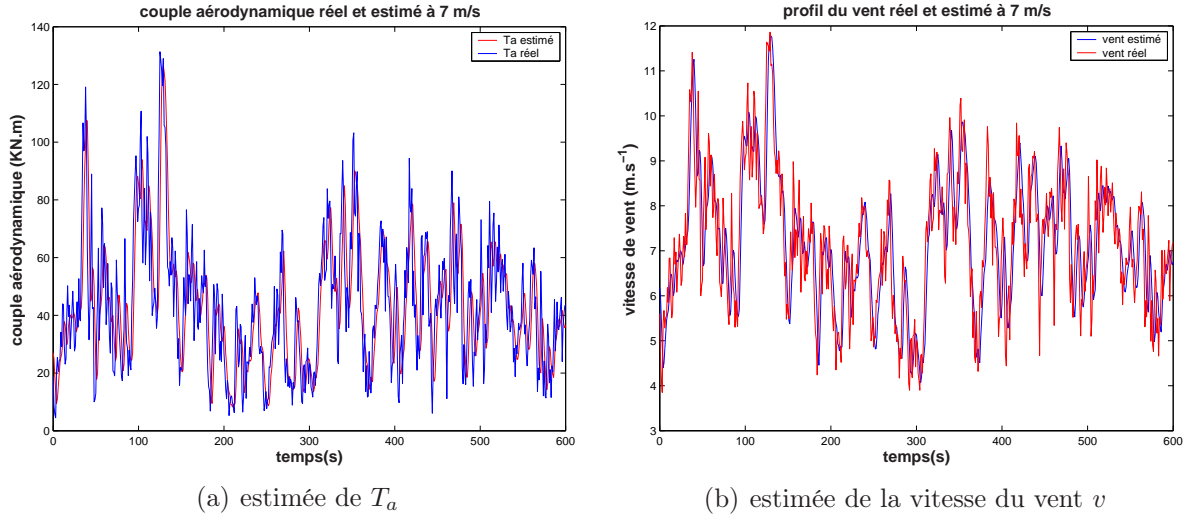 couple aérodynamique réel et estimé à 7 m/s
140
120
100
80
60
40
20
0
couple aérodynamique (KN.m)
Ta estimé
Ta réel
0 100 200 300 400 500 600
temps(s)
(a) estimée de Ta
profil du vent réel et estimé à 7 m/s
12
11
10
9
8
7
6
5
4
3
vitesse de vent (m.s⁻¹)
vent estimé
vent réel
0 100 200 300 400 500 600
temps(s)
(b) estimée de la vitesse du vent v